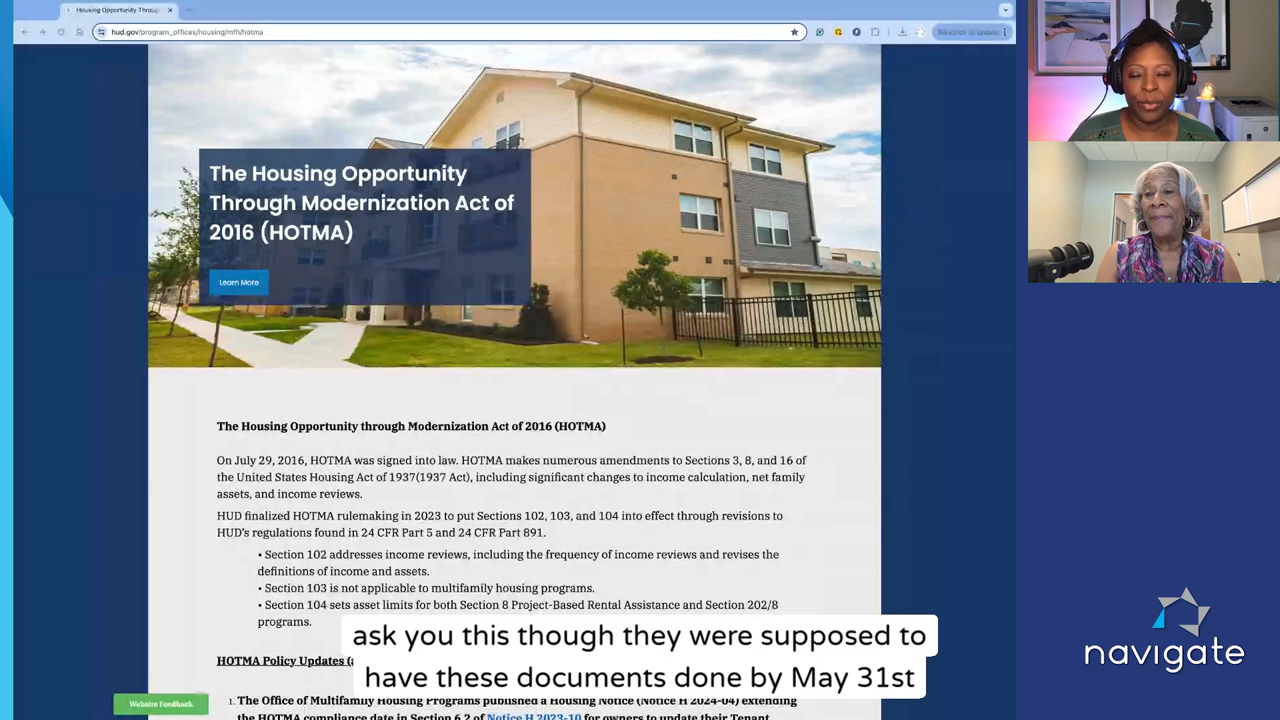 Housing Opportunity Throug
hud.gov/program_offices/housing/mfh/hotma
Relaunch to update
The Housing Opportunity
Through Modernization Act of
2016 (HOTMA)
Learn More
The Housing Opportunity through Modernization Act of 2016 (HOTMA)
On July 29, 2016, HOTMA was signed into law. HOTMA makes numerous amendments to Sections 3, 8, and 16 of
the United States Housing Act of 1937(1937 Act), including significant changes to income calculation, net family
assets, and income reviews.
HUD finalized HOTMA rulemaking in 2023 to put Sections 102, 103, and 104 into effect through revisions to
HUD's regulations found in 24 CFR Part 5 and 24 CFR Part 891.
• Section 102 addresses income reviews, including the frequency of income reviews and revises the
definitions of income and assets.
• Section 103 is not applicable to multifamily housing programs.
• Section 104 sets asset limits for both Section 8 Project-Based Rental Assistance and Section 202/8
programs.
HOTMA Policy Updates (
1. The Office of Multifamily Housing Programs published a Housing Notice (Notice H 2024-04) extending
the HOTMA compliance date in Section 6.2 of Notice H 2023-10 for owners to update their Tenant
Website Feedback
ask you this though they were supposed to
have these documents done by May 31st
navigate